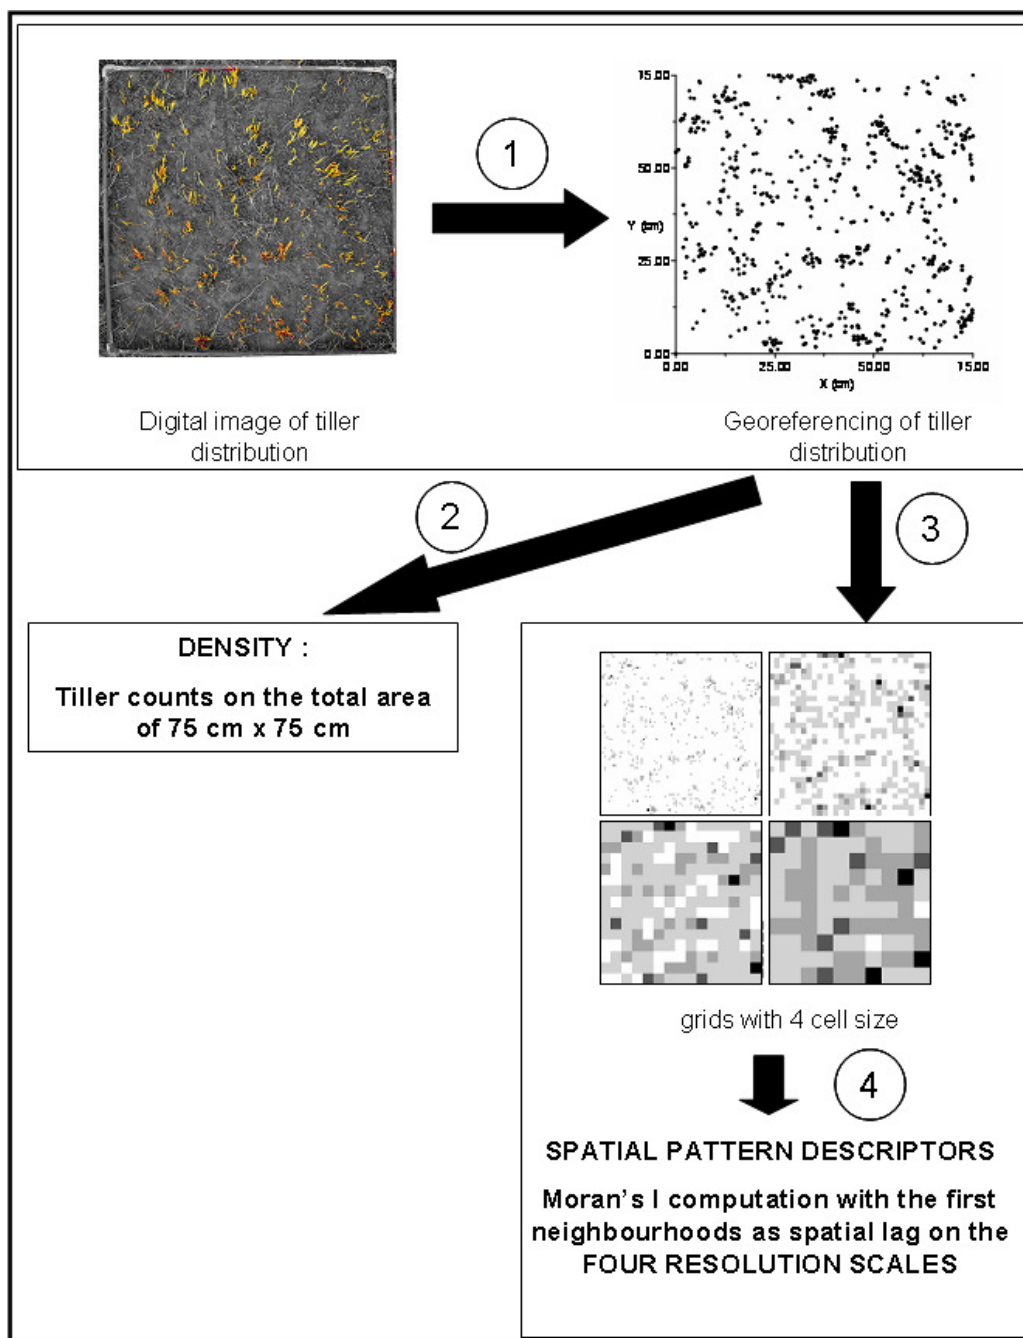 1
75.00
50.00
Y (cm)
25.00
0.00
0.00
25.00
50.00
75.00
X (cm)
Digital image of tiller
distribution
Georeferencing of tiller
distribution
2
3
DENSITY :
Tiller counts on the total area
of 75 cm x 75 cm
grids with 4 cell size
4
SPATIAL PATTERN DESCRIPTORS
Moran's I computation with the first
neighbourhoods as spatial lag on the
FOUR RESOLUTION SCALES